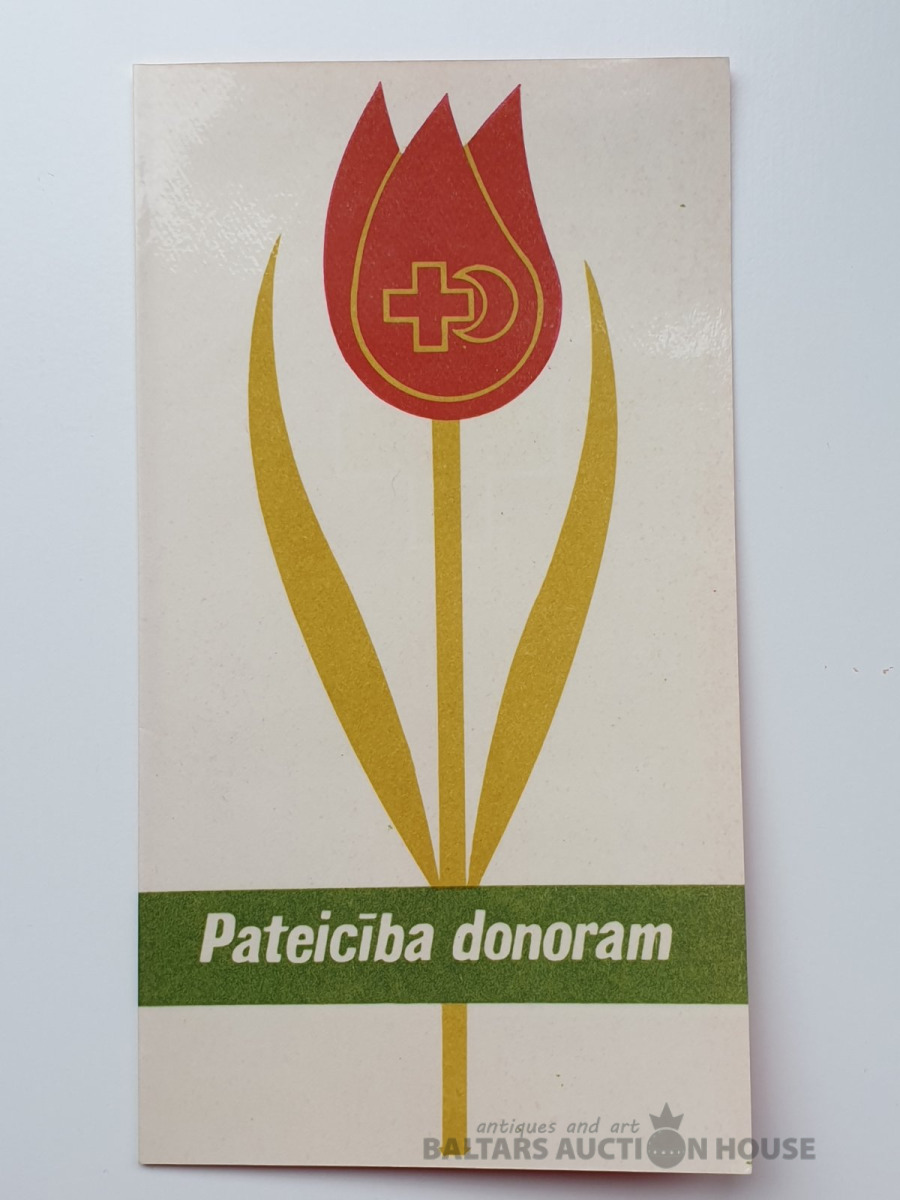 Pateicība donoram
antiques and art
BALTARS AUCTION HOUSE